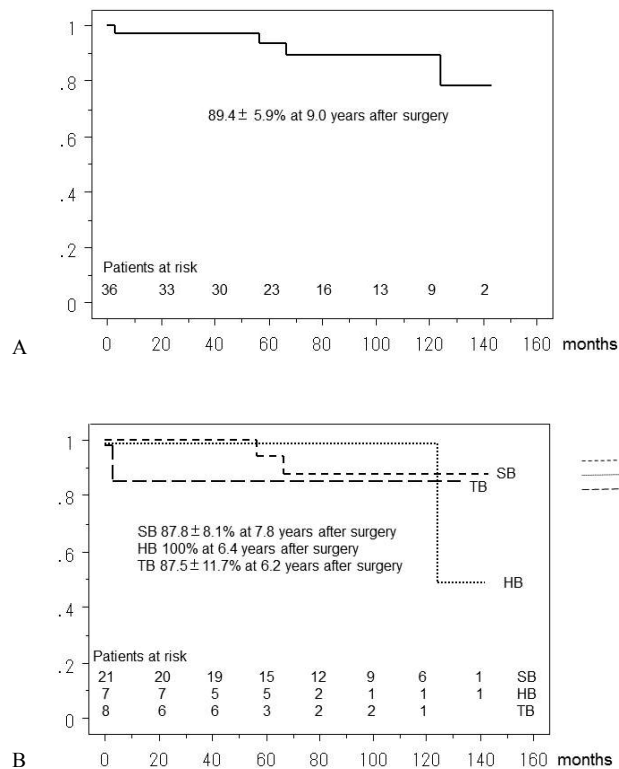 1
.8
89.4± 5.9% at 9.0 years after surgery
.6
.4
.2
Patients at risk
36 33 30 23 16 13 9 2
0
A
0 20 40 60 80 100 120 140 160 months
1
SB
TB
.8
SB 87.8±8.1% at 7.8 years after surgery
HB 100% at 6.4 years after surgery
TB 87.5±11.7% at 6.2 years after surgery
.6
HB
.4
.2
Patients at risk
21 20 19 15 12 9 6 1 SB
7 7 5 5 2 1 1 1 HB
8 6 6 3 2 2 1 TB
0
B
0 20 40 60 80 100 120 140 160 months